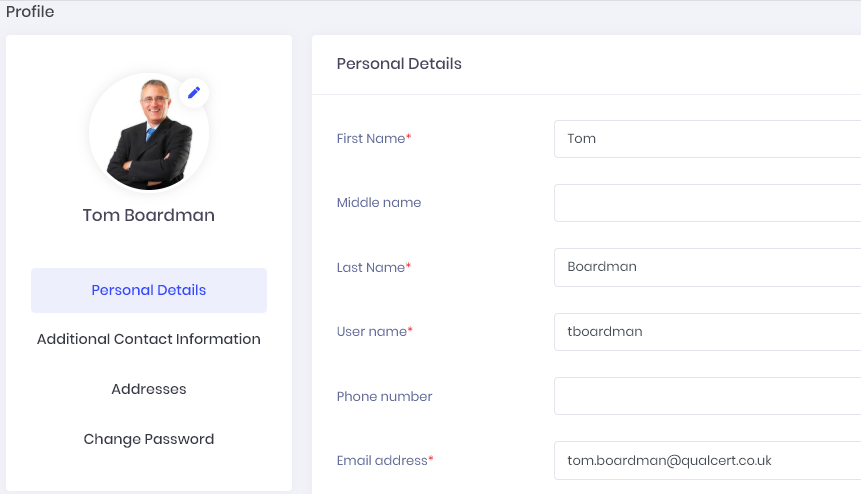 Profile
Tom Boardman
Personal Details
Additional Contact Information
Addresses
Change Password
Personal Details
First Name* Tom
Middle name
Last Name* Boardman
User name* tboardman
Phone number
Email address* tom.boardman@qualcert.co.uk